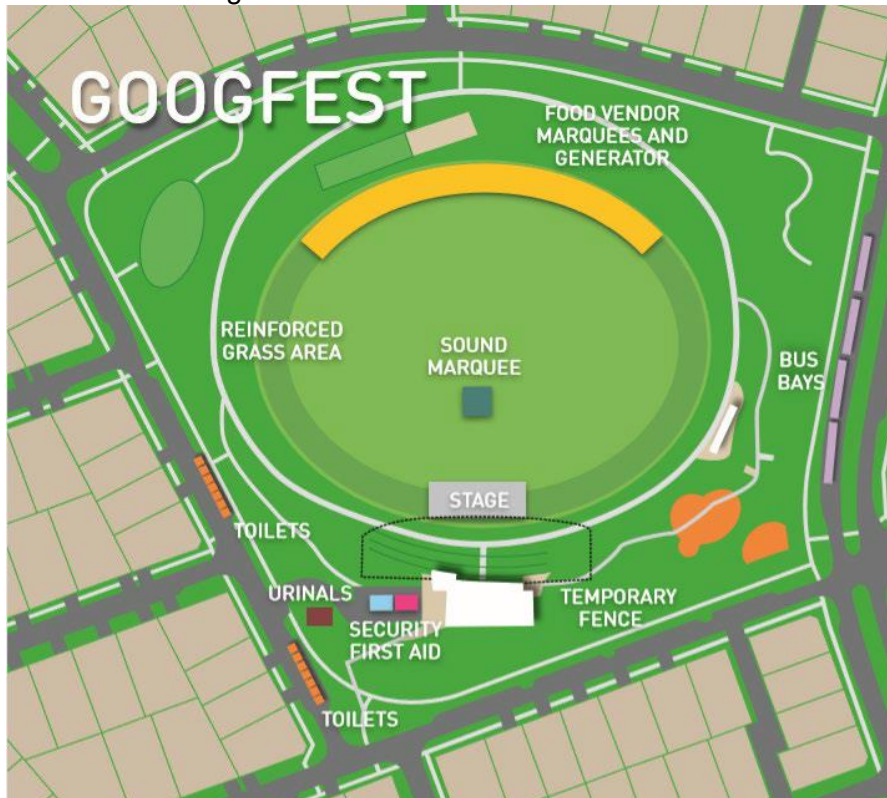 GOOGFEST
FOOD VENDOR
MARQUEES AND
GENERATOR
REINFORCED
GRASS AREA
SOUND
MARQUEE
BUS
BAYS
STAGE
TOILETS
URINALS
SECURITY
FIRST AID
TEMPORARY
FENCE
TOILETS